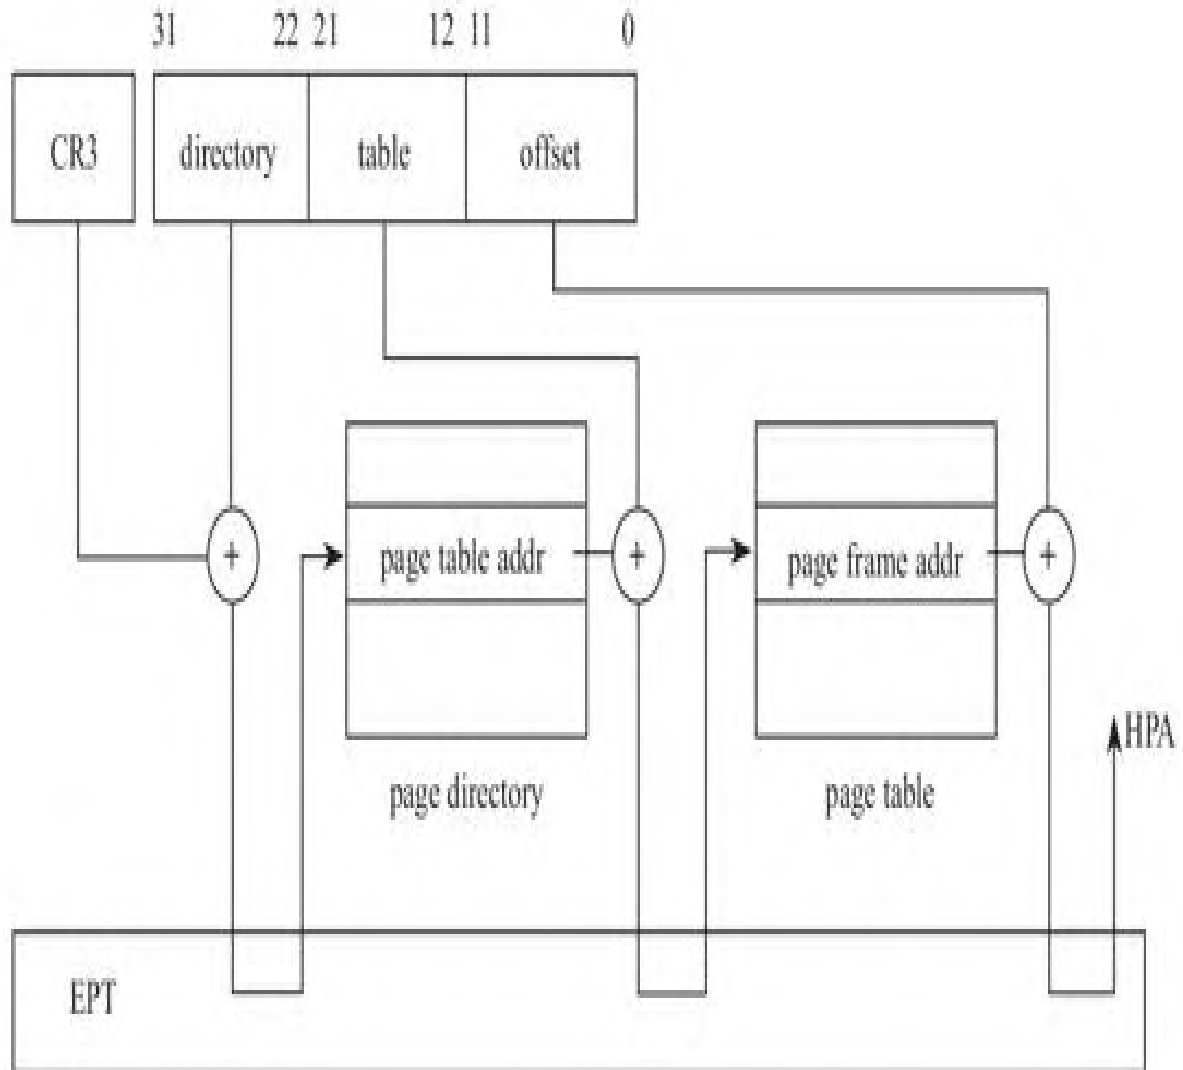 31 22 21 12 11 0
CR3 directory table offset
+ page table addr + page frame addr +
HPA
page directory page table
EPT